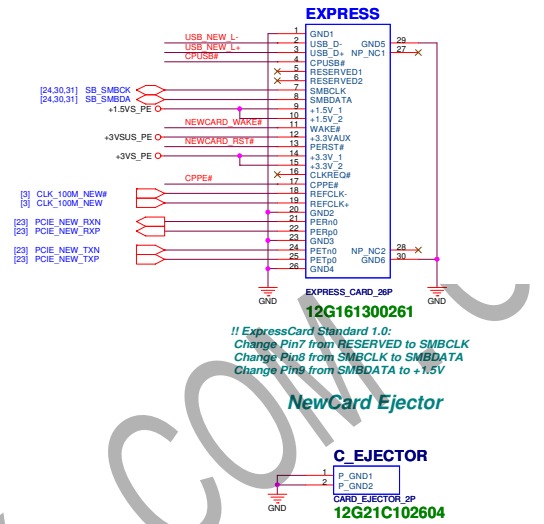 EXPRESS
1 GND1
USB_NEW_L- 2 USB_D- GND5 29
USB_NEW_L+ 3 USB_D+ NP_NC1 27
CPUSB# 4 CPUSB#
5 RESERVED1
6 RESERVED2
[24,30,31] SB_SMBCK 7 SMBCLK
[24,30,31] SB_SMBDA 8 SMBDATA
+1.5VS_PE 9 +1.5V_1
10 +1.5V_2
NEWCARD_WAKE# 11 WAKE#
+3VSUS_PE 12 +3.3VAUX
NEWCARD_RST# 13 PERST#
+3VS_PE 14 +3.3V_1
15 +3.3V_2
16 CLKREQ#
CPPE# 17 CPPE#
[3] CLK_100M_NEW# 18 REFCLK-
[3] CLK_100M_NEW 19 REFCLK+
20 GND2
[23] PCIE_NEW_RXN 21 PERn0
[23] PCIE_NEW_RXP 22 PERp0
23 GND3
[23] PCIE_NEW_TXN 24 PETn0 NP_NC2 28
[23] PCIE_NEW_TXP 25 PETp0 GND6 30
26 GND4
GND EXPRESS_CARD_26P GND
12G161300261
!! ExpressCard Standard 1.0:
Change Pin7 from RESERVED to SMBCLK
Change Pin8 from SMBCLK to SMBDATA
Change Pin9 from SMBDATA to +1.5V
NewCard Ejector
C_EJECTOR
1 P_GND1
2 P_GND2
GND CARD_EJECTOR_2P
12G21C102604